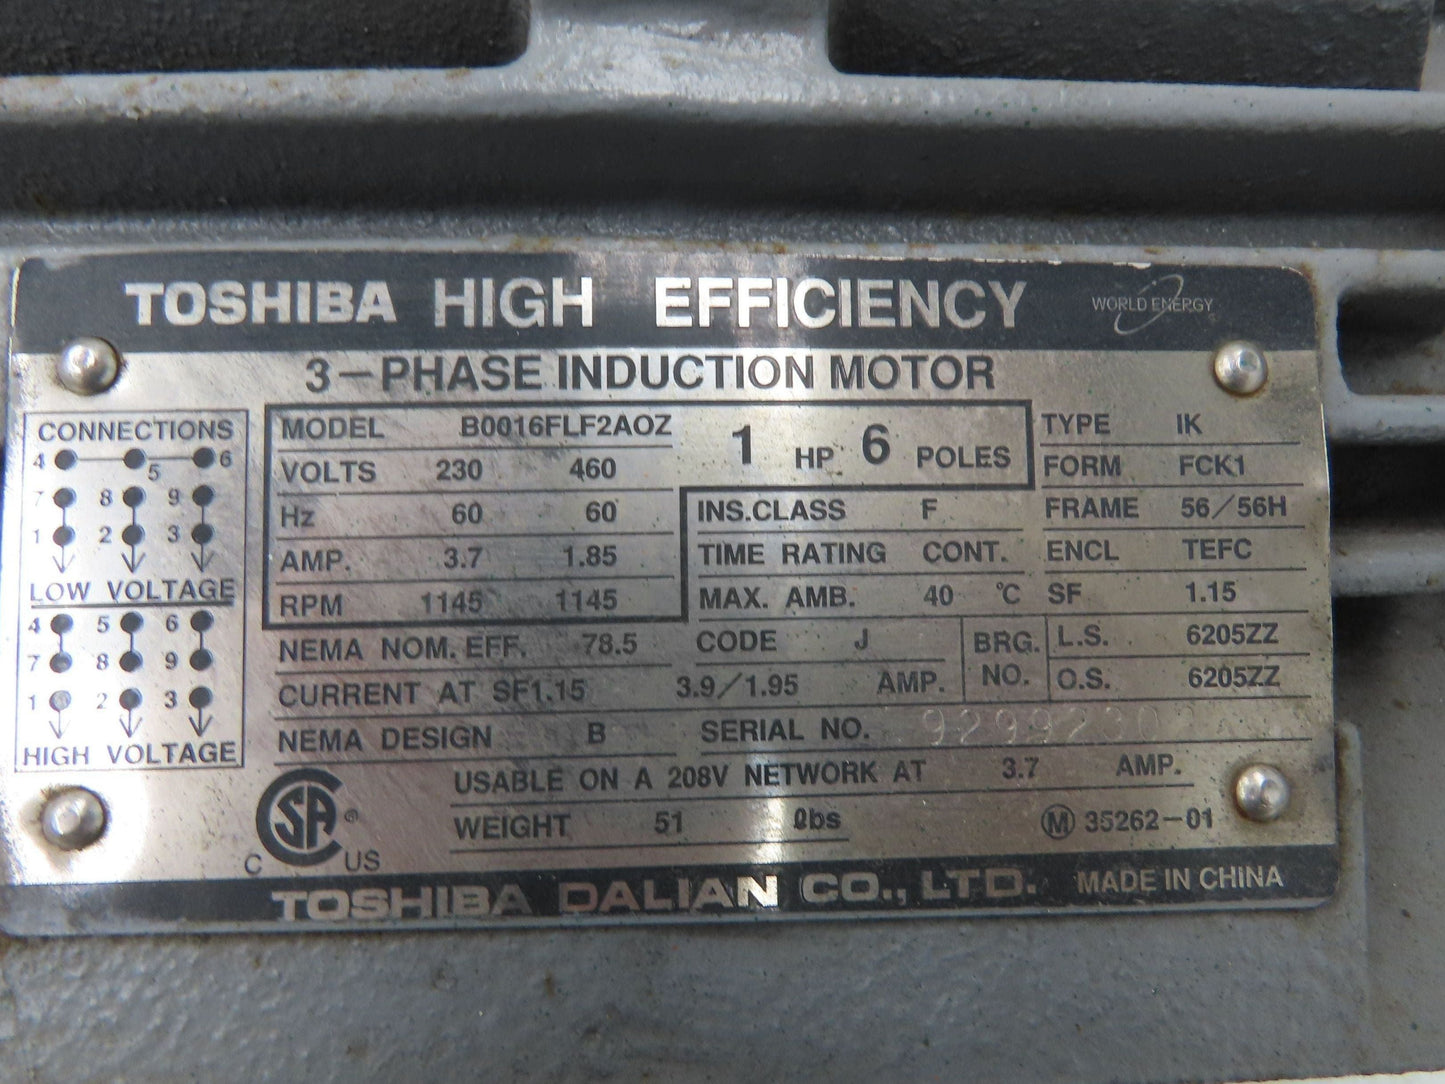 TOSHIBA HIGH EFFICIENCY WORLD ENERGY
3-PHASE INDUCTION MOTOR
CONNECTIONS
4 5 6
7 8 9
1 2 3
LOW VOLTAGE
4 5 6
7 8 9
1 2 3
HIGH VOLTAGE
MODEL B0016FLF2AOZ
1 HP 6 POLES
VOLTS 230 460
Hz 60 60
AMP. 3.7 1.85
RPM 1145 1145
TYPE IK
FORM FCK1
INS.CLASS F FRAME 56/56H
TIME RATING CONT. ENCL TEFC
MAX. AMB. 40 °C SF 1.15
NEMA NOM. EFF. 78.5 CODE J BRG. NO. L.S. 6205ZZ
O.S. 6205ZZ
CURRENT AT SF1.15 3.9/1.95 AMP.
NEMA DESIGN B SERIAL NO.
USABLE ON A 208V NETWORK AT 3.7 AMP.
WEIGHT 51 ℓbs
M 35262-01
C SA ® US
TOSHIBA DALIAN CO., LTD. MADE IN CHINA